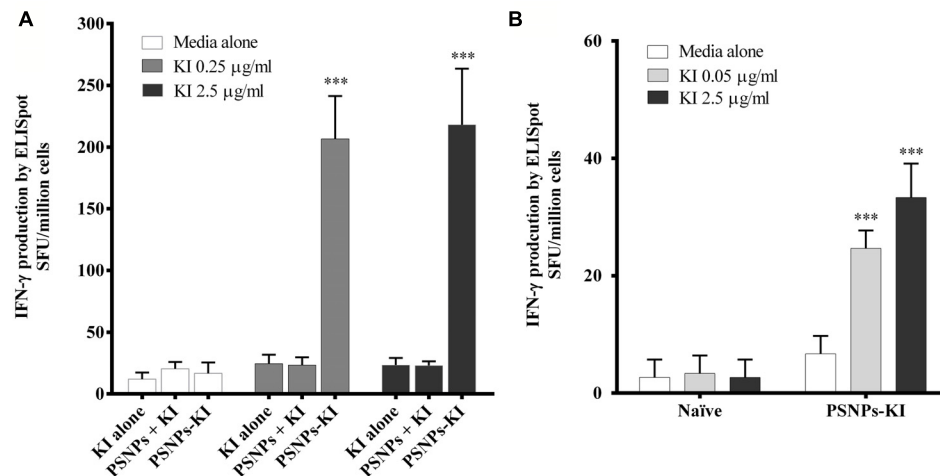 A
IFN-γ production by ELISpot
SFU/million cells
300
250
200
150
100
50
0
Media alone
KI 0.25 μg/ml
KI 2.5 μg/ml
***
***
KI alone
PSNPs + KI
PSNPs-KI
KI alone
PSNPs + KI
PSNPs-KI
KI alone
PSNPs + KI
PSNPs-KI
B
IFN-γ prodcution by ELISpot
SFU/million cells
60
40
20
0
Media alone
KI 0.05 μg/ml
KI 2.5 μg/ml
***
***
Naïve
PSNPs-KI